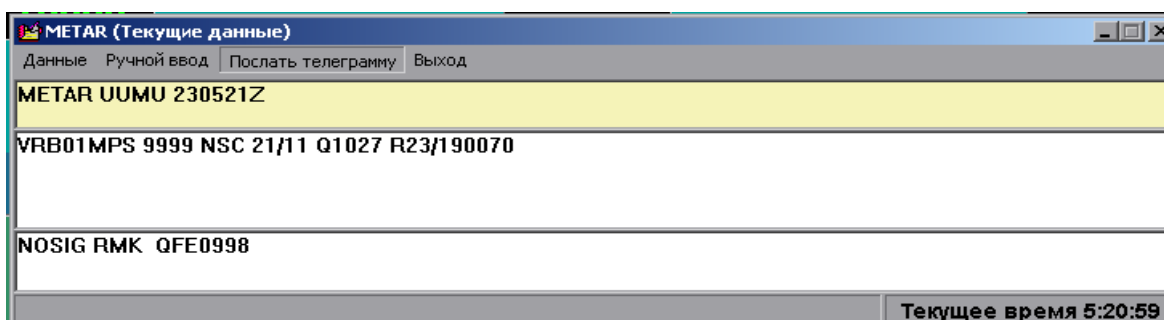 METAR (Текущие данные)
Данные Ручной ввод Послать телеграмму Выход
METAR UUMU 230521Z
VRB01MPS 9999 NSC 21/11 Q1027 R23/190070
NOSIG RMK QFE0998
Текущее время 5:20:59